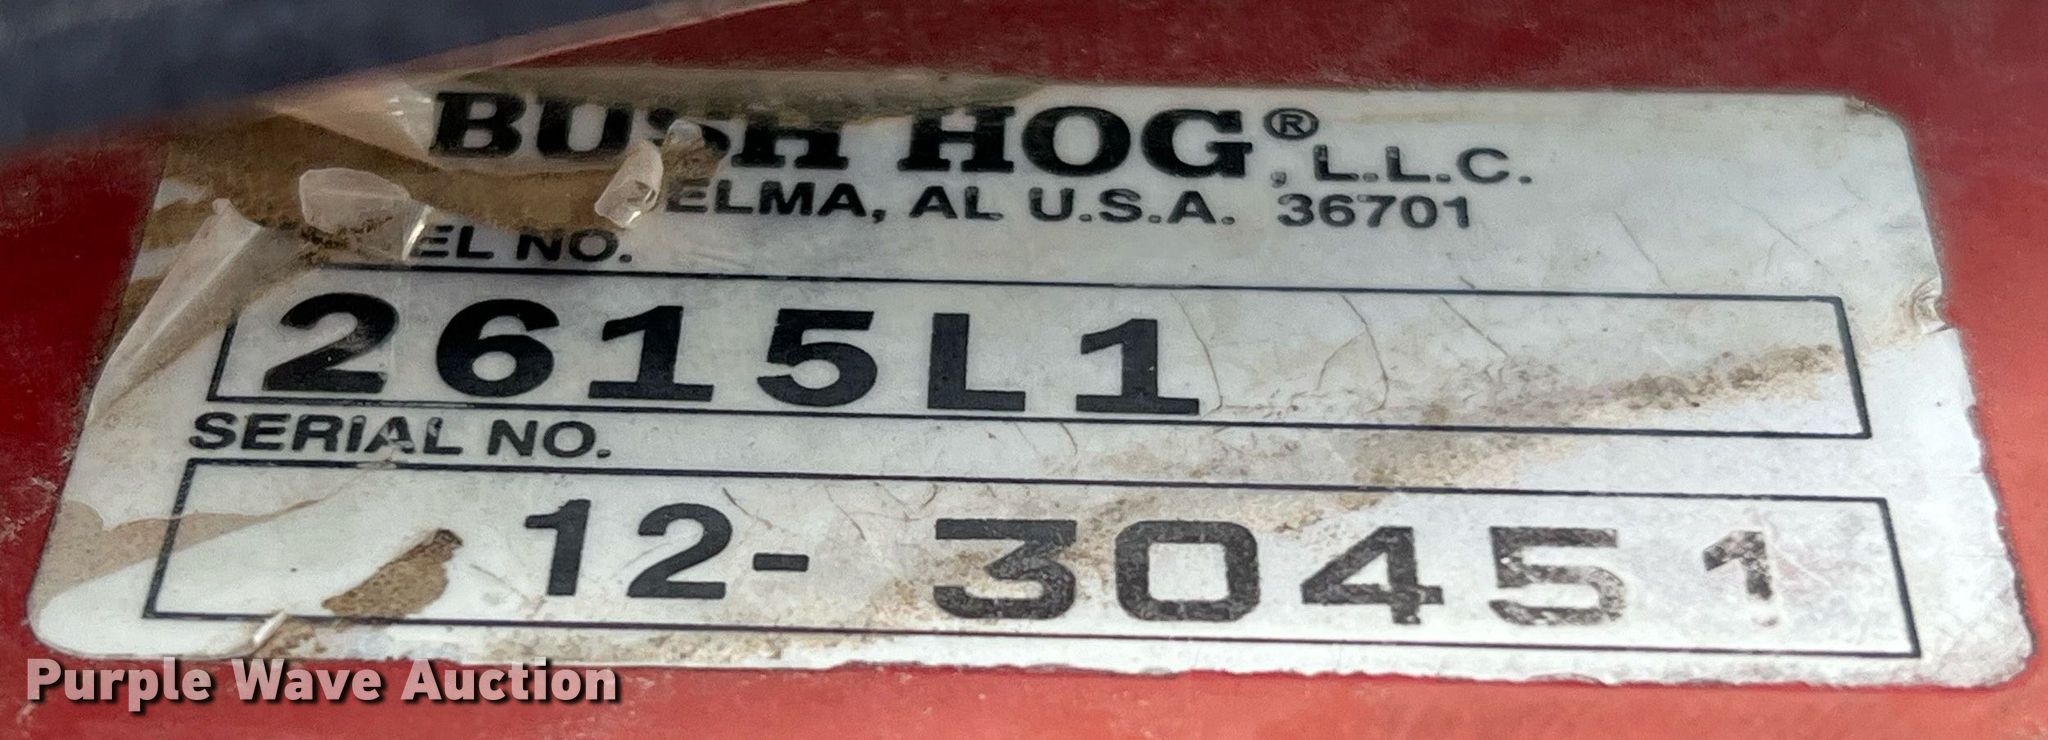 BUSH HOG®, L.L.C.
ELMA, AL U.S.A. 36701
EL NO.
2615L1
SERIAL NO.
12-30451
Purple Wave Auction